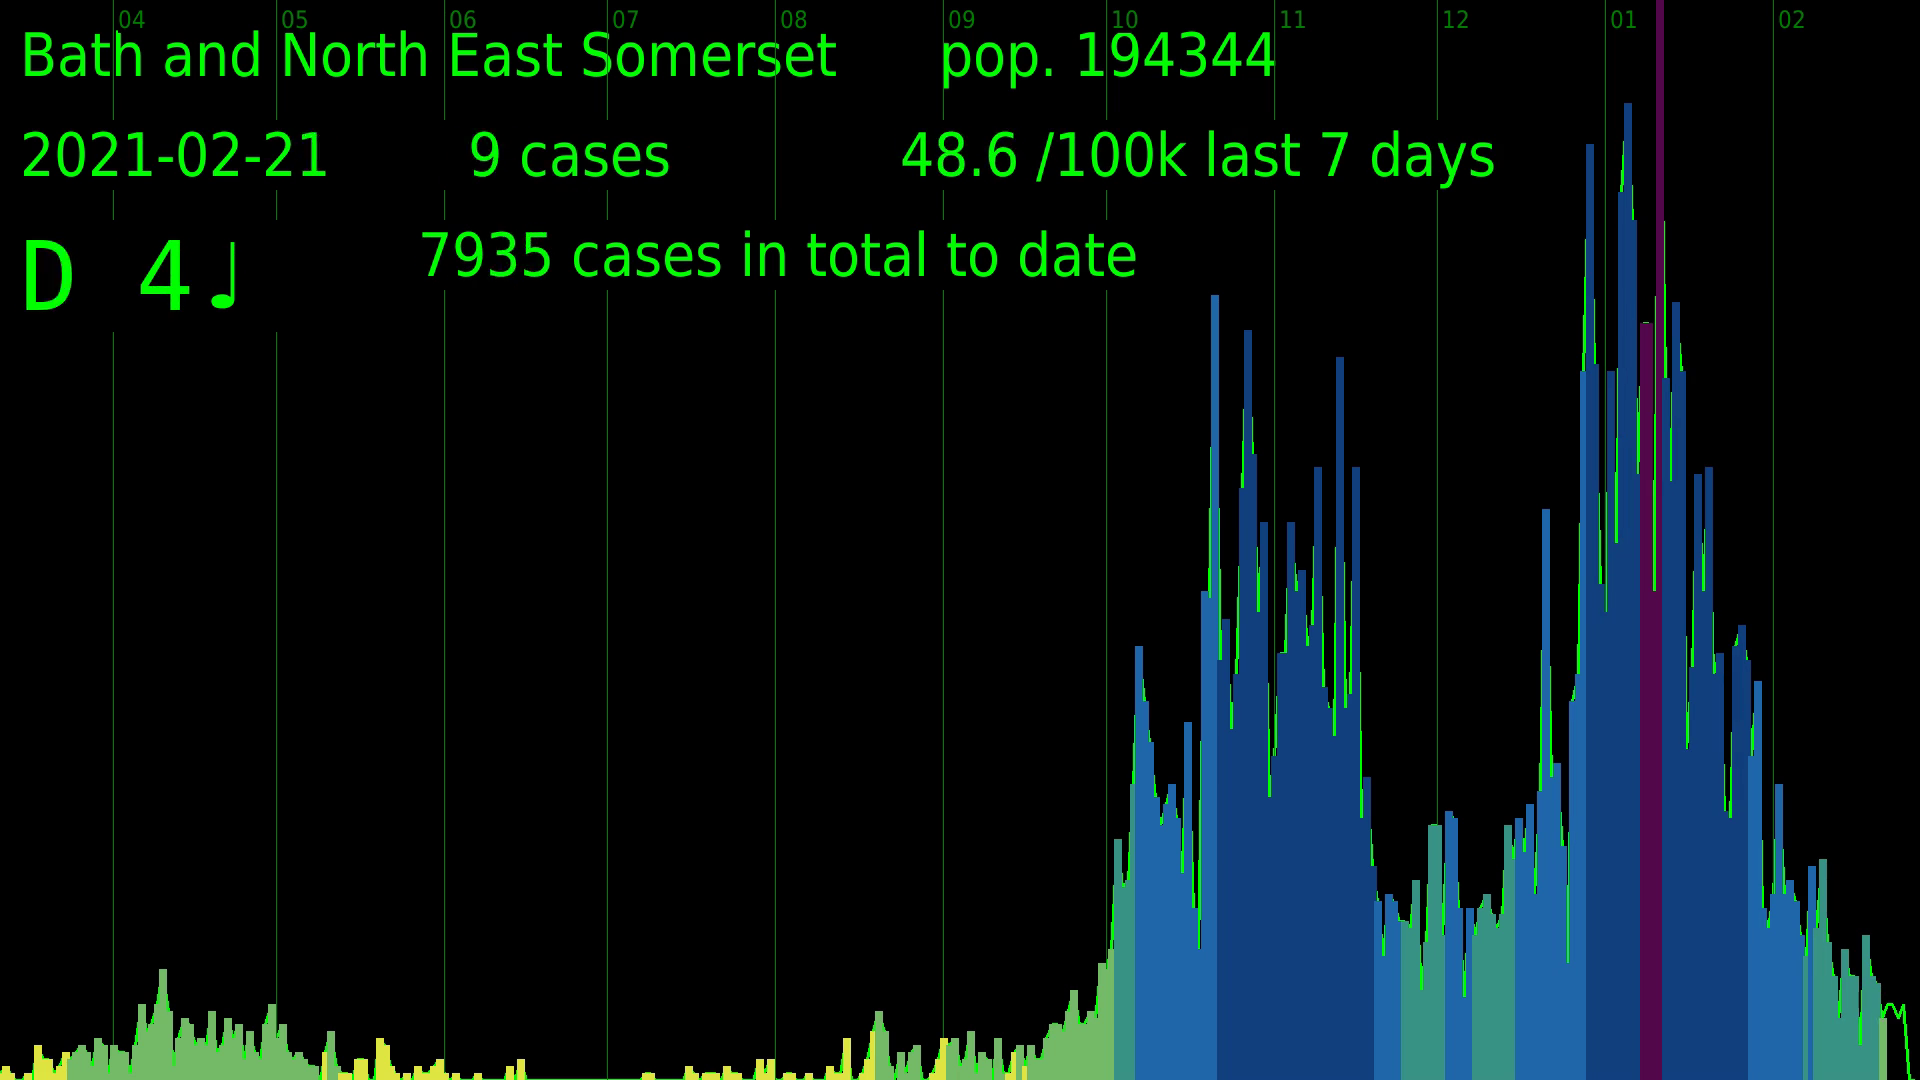 04 05 06 07 08 09 10 11 12 01 02
Bath and North East Somerset pop. 194344
2021-02-21 9 cases 48.6 /100k last 7 days
D 4♩ 7935 cases in total to date